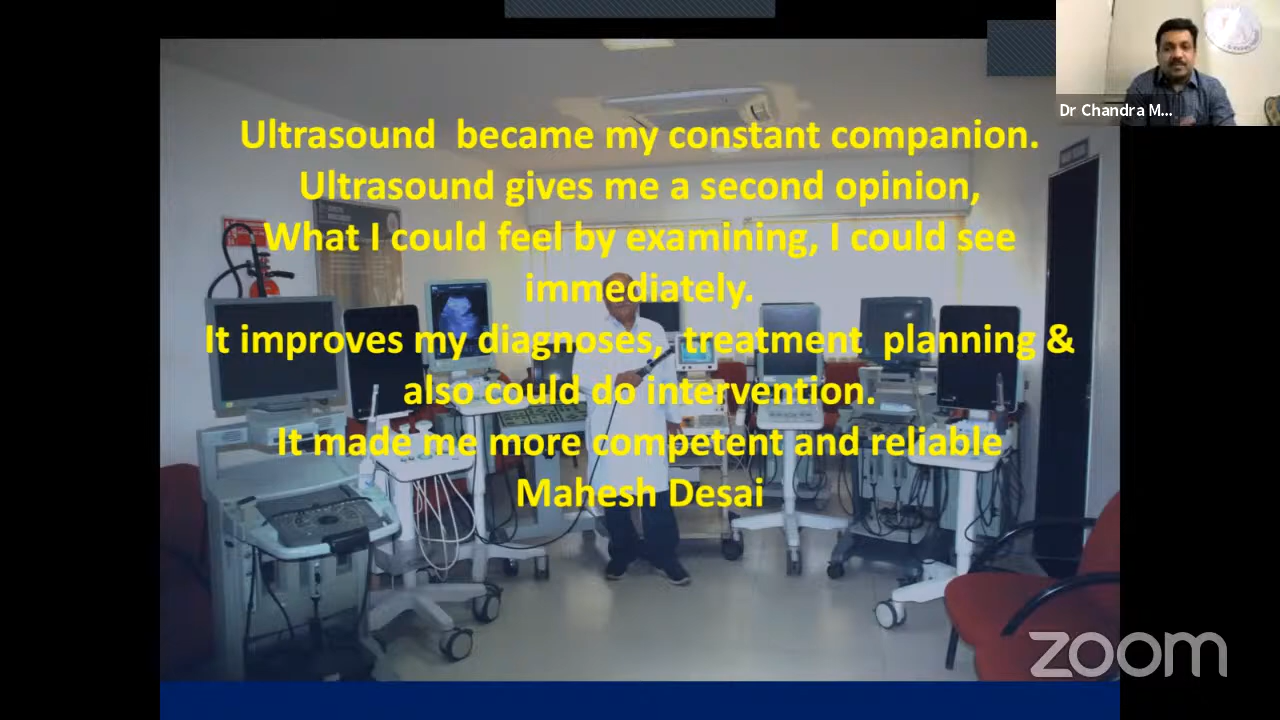 Ultrasound became my constant companion.
Ultrasound gives me a second opinion,
What I could feel by examining, I could see
immediately.
It improves my diagnoses, treatment planning &
also could do intervention.
It made me more competent and reliable
Mahesh Desai
Dr Chandra M...
zoom